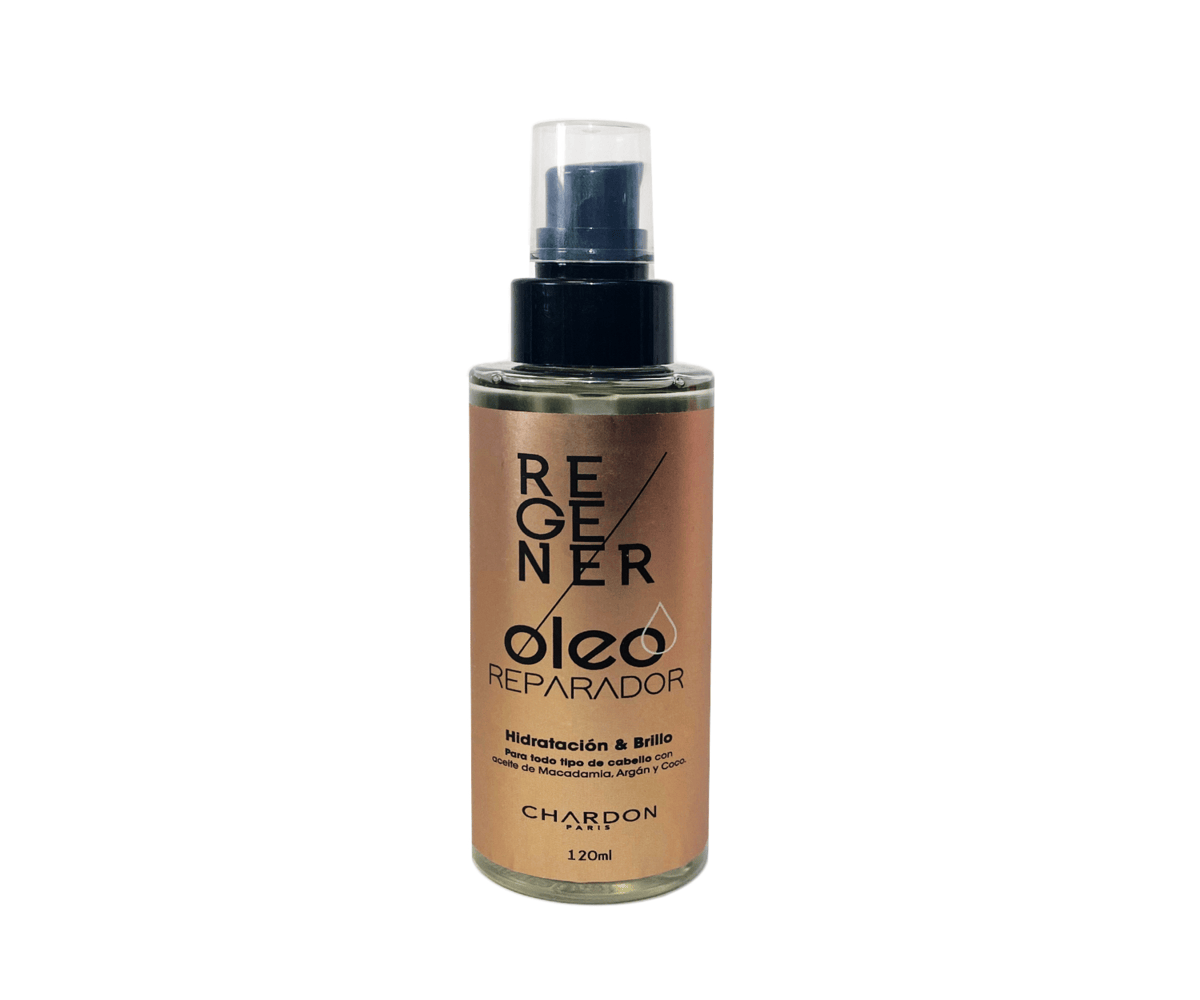 RE
GE
NER
óleo
REPARADOR
Hidratación & Brillo
Para todo tipo de cabello con
aceite de Macadamia, Argán y Coco.
CHARDON
PARIS
120ml